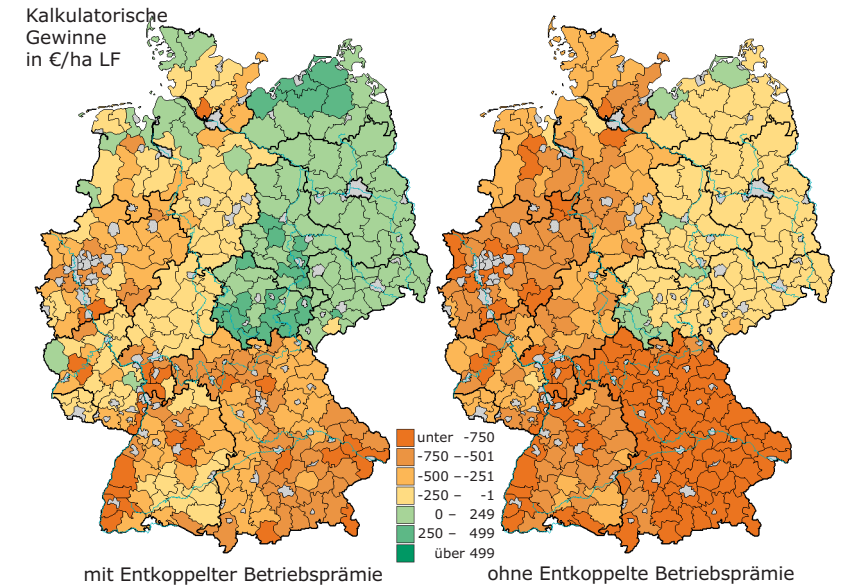 Kalkulatorische
Gewinne
in €/ha LF
unter -750
-750 – -501
-500 – -251
-250 – -1
0 – 249
250 – 499
über 499
mit Entkoppelter Betriebsprämie
ohne Entkoppelte Betriebsprämie